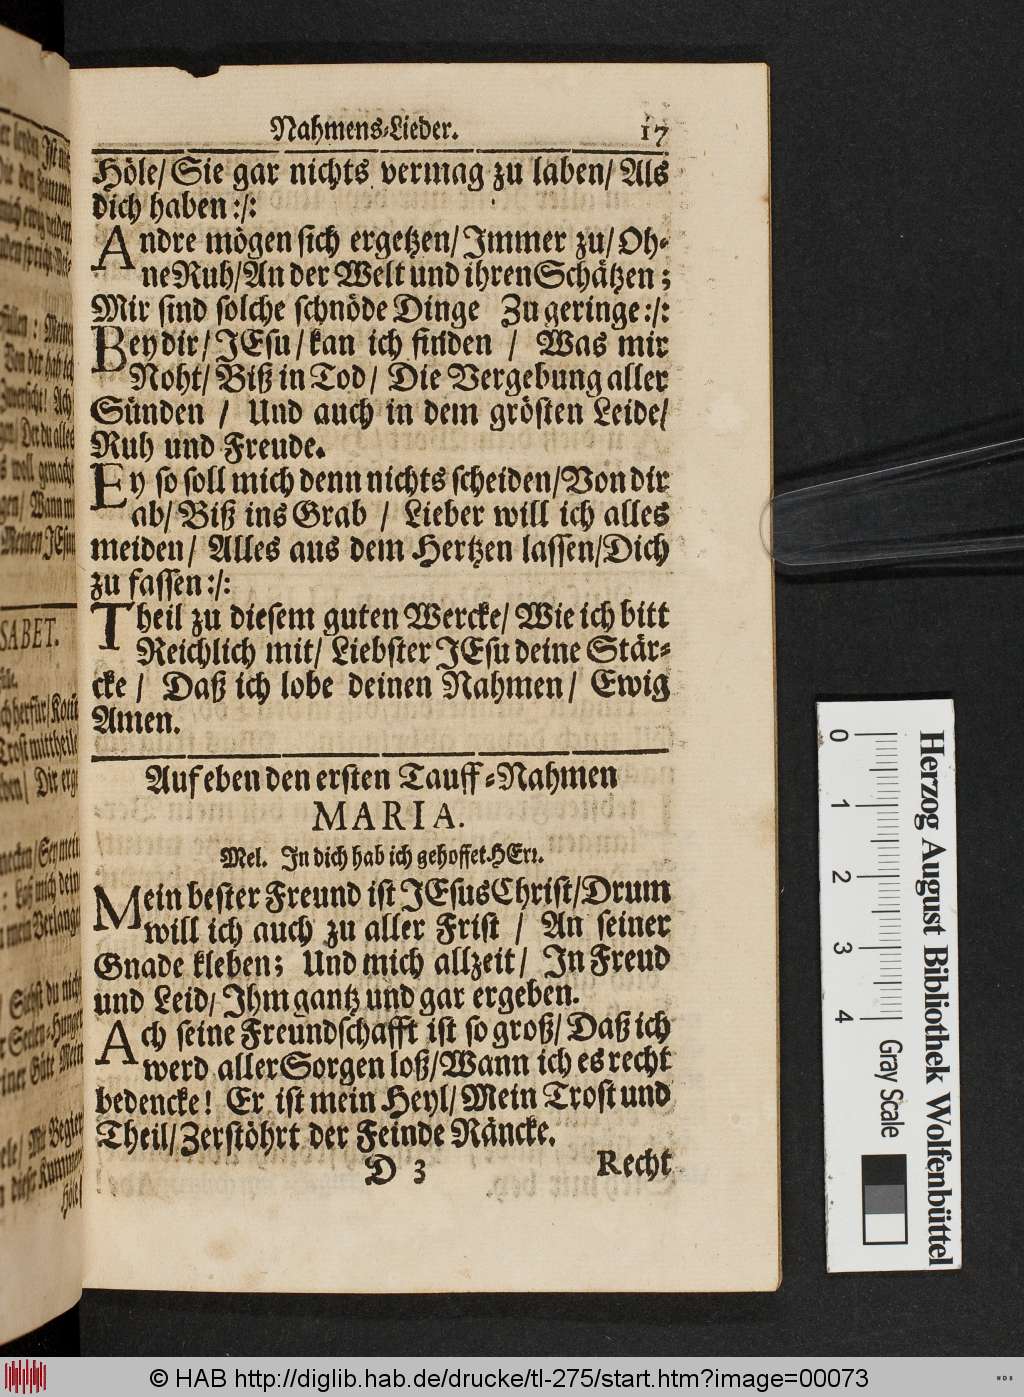 Nahmens-Lieder. 17
Höle/ Sie gar nichts vermag zu laben/ Als
dich haben :/:
Andre mögen sich ergetzen/ Jmmer zu/ Oh-
ne Ruh/ An der Welt und ihren Schätzen;
Mir sind solche schnöde Dinge Zu geringe:/:
Bey dir/ JEsu/ kan ich finden / Was mir
Noht/ Biß in Tod/ Die Vergebung aller
Sünden / Und auch in dem grösten Leide/
Ruh und Freude.
Ey so soll mich denn nichts scheiden/ Von dir
ab/ Biß ins Grab / Lieber will ich alles
meiden/ Alles aus dem Hertzen lassen/ Dich
zu fassen :/:
Theil zu diesem guten Wercke/ Wie ich bitt
Reichlich mit/ Liebster JEsu deine Stär-
cke / Daß ich lobe deinen Nahmen/ Ewig
Amen.
Auf eben den ersten Tauff-Nahmen
MARIA.
Mel. Jn dich hab ich gehoffet HErr.
Mein bester Freund ist JEsus Christ/ Drum
will ich auch zu aller Frist / An seiner
Gnade kleben; Und mich allzeit/ Jn Freud
und Leid/ Jhm gantz und gar ergeben.
Ach seine Freundschafft ist so groß/ Daß ich
werd aller Sorgen loß/ Wann ich es recht
bedencke! Er ist mein Heyl/ Mein Trost und
Theil/ Zerstöhrt der Feinde Räncke.
D 3 Recht
SABET.
Höle/
Herzog August Bibliothek Wolfenbüttel
0 1 2 3 4 Gray Scale
© HAB http://diglib.hab.de/drucke/tl-275/start.htm?image=00073